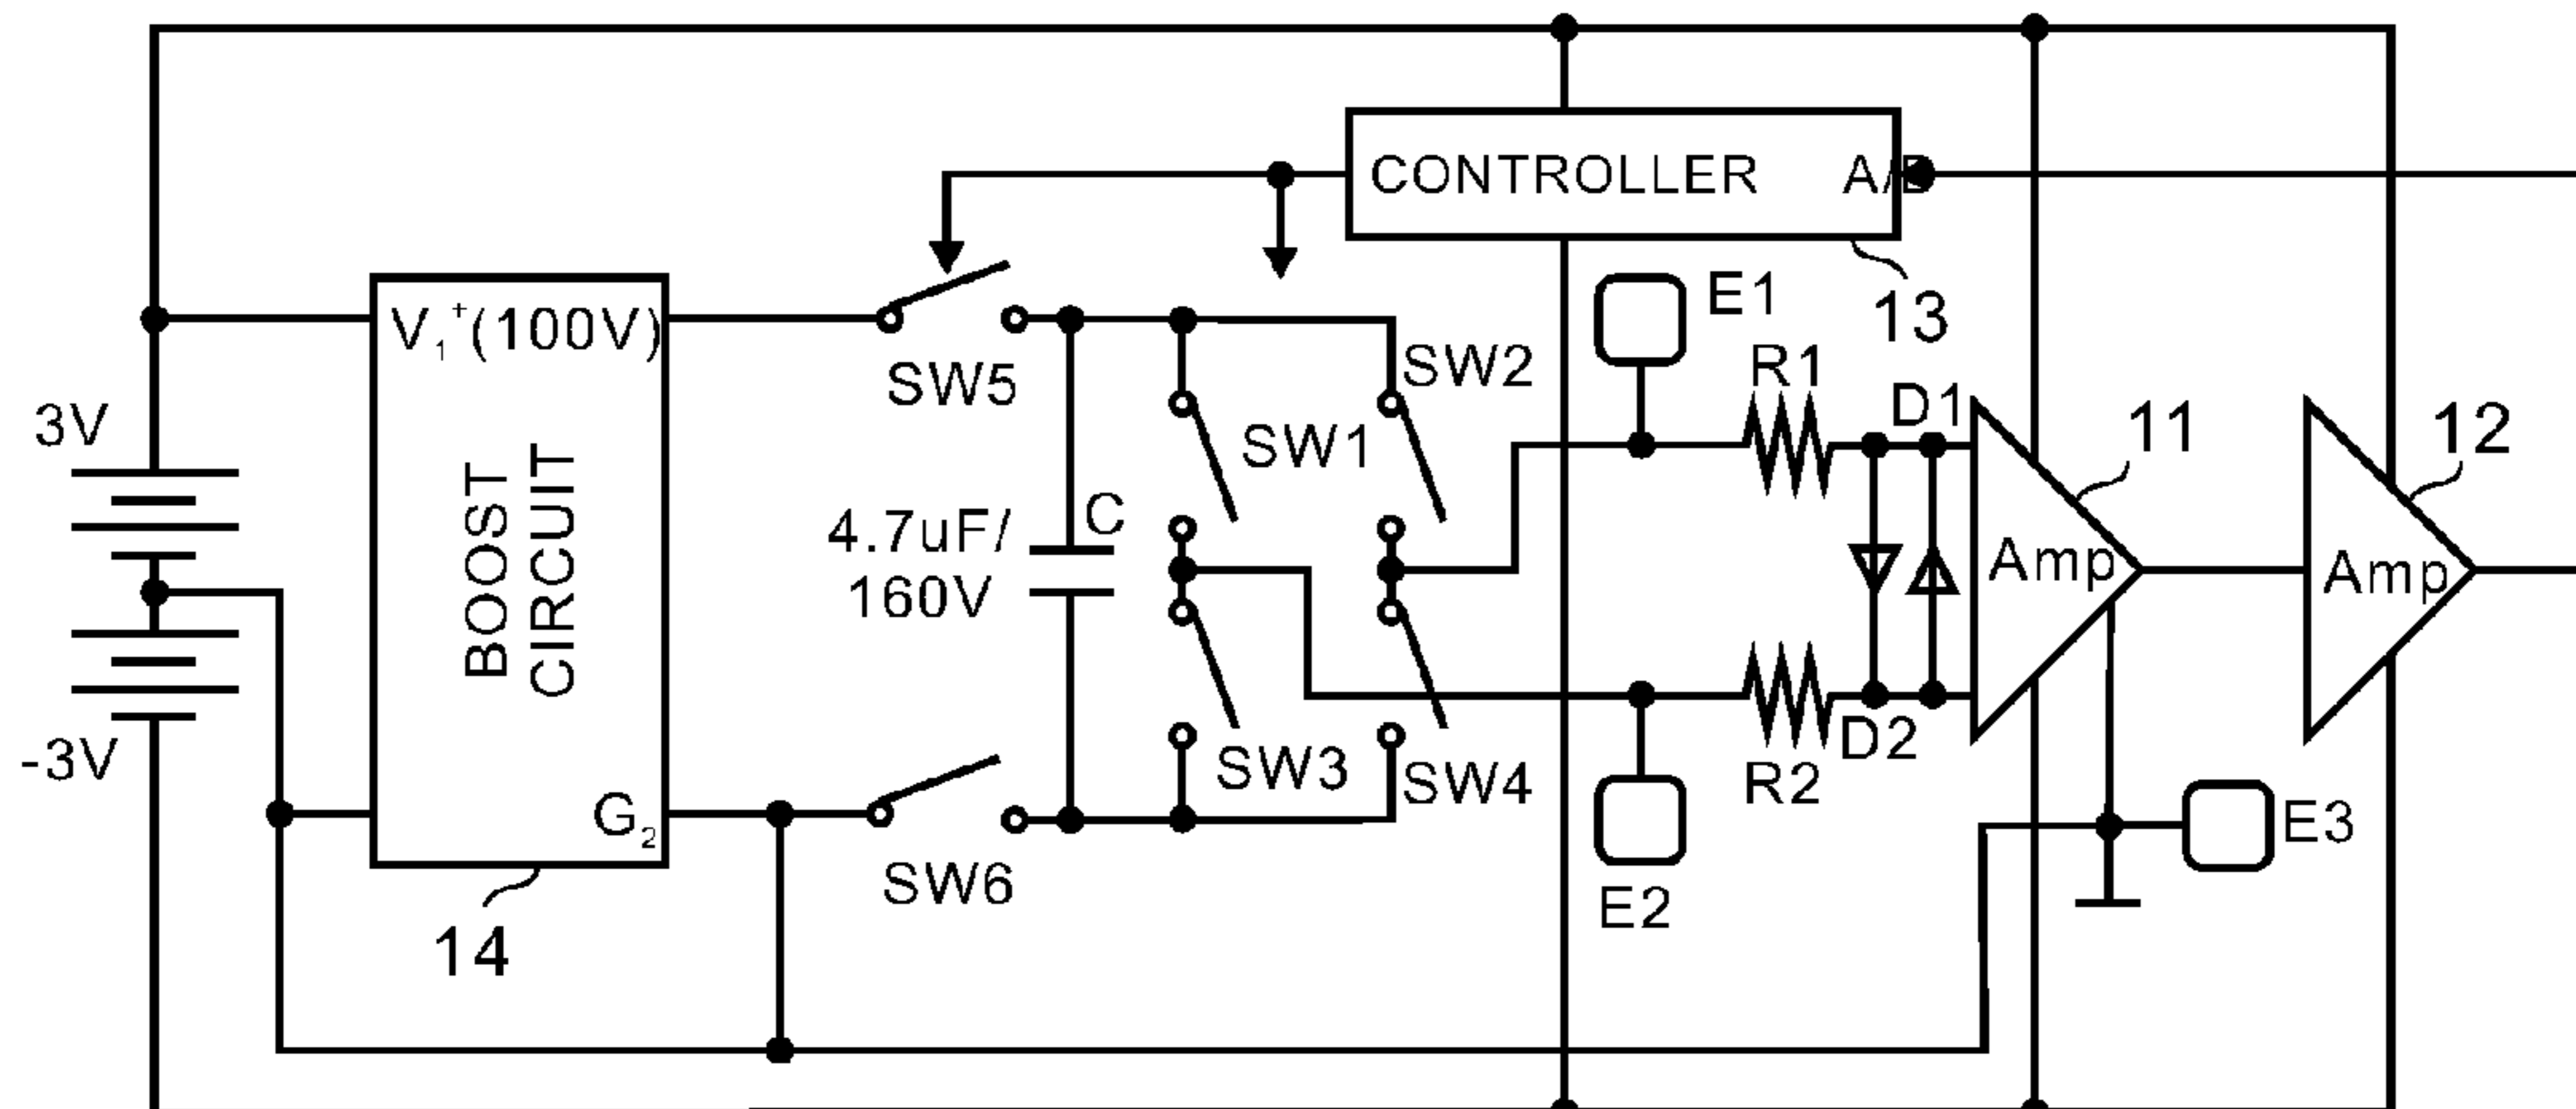 CONTROLLER A/D
13
V1+(100V)
BOOST
CIRCUIT
G2
14
3V
-3V
SW5
SW6
4.7uF/
160V
C
SW1
SW2
SW3
SW4
E1
R1
D1
11
Amp
12
Amp
D2
R2
E2
E3